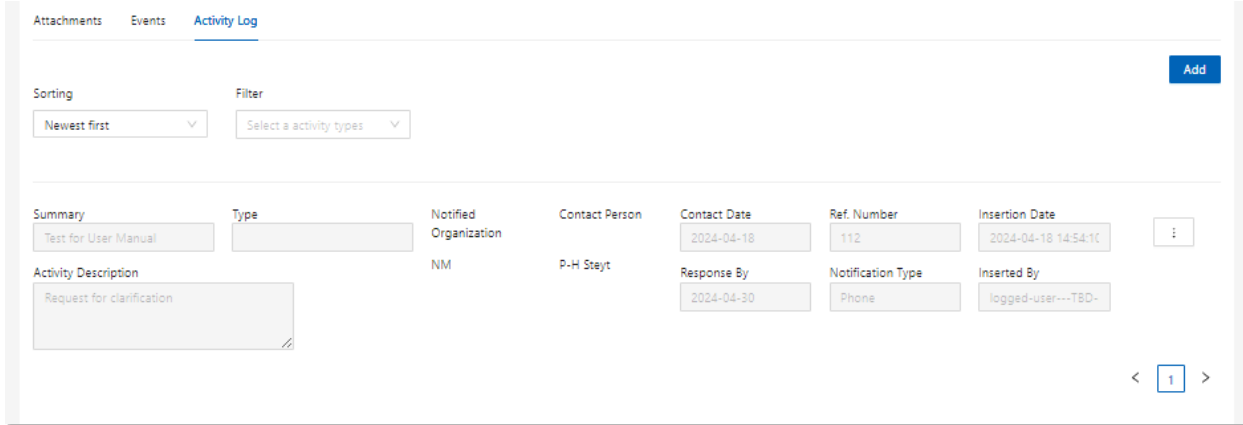 Attachments Events Activity Log
Add
Sorting Filter
Newest first Select a activity types
Summary Type Notified Organization Contact Person Contact Date Ref. Number Insertion Date
Test for User Manual 2024-04-18 112 2024-04-18 14:54:10
NM P-H Steyt
Activity Description Response By Notification Type Inserted By
Request for clarification 2024-04-30 Phone logged-user---TBD-
1